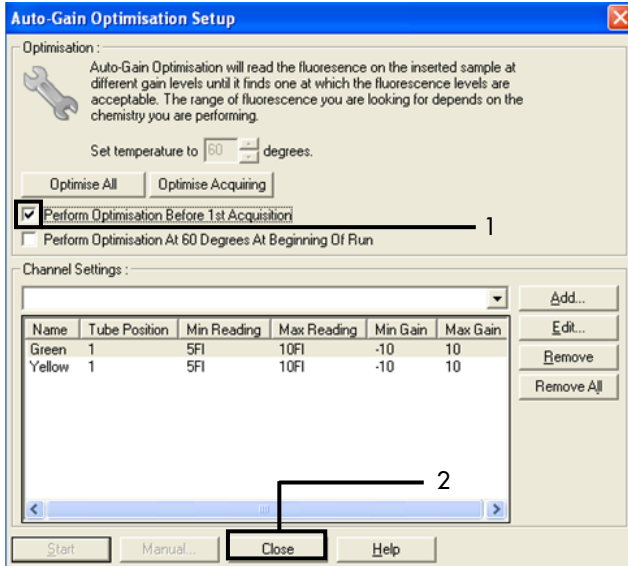 Auto-Gain Optimisation Setup
Optimisation :
Auto-Gain Optimisation will read the fluoresence on the inserted sample at
different gain levels until it finds one at which the fluorescence levels are
acceptable. The range of fluorescence you are looking for depends on the
chemistry you are performing.
Set temperature to 60 degrees.
Optimise All Optimise Acquiring
Perform Optimisation Before 1st Acquisition
1
Perform Optimisation At 60 Degrees At Beginning Of Run
Channel Settings :
Add...
Name Tube Position Min Reading Max Reading Min Gain Max Gain
Edit...
Green 1 5Fl 10Fl -10 10
Yellow 1 5Fl 10Fl -10 10
Remove
Remove All
2
Start Manual... Close Help